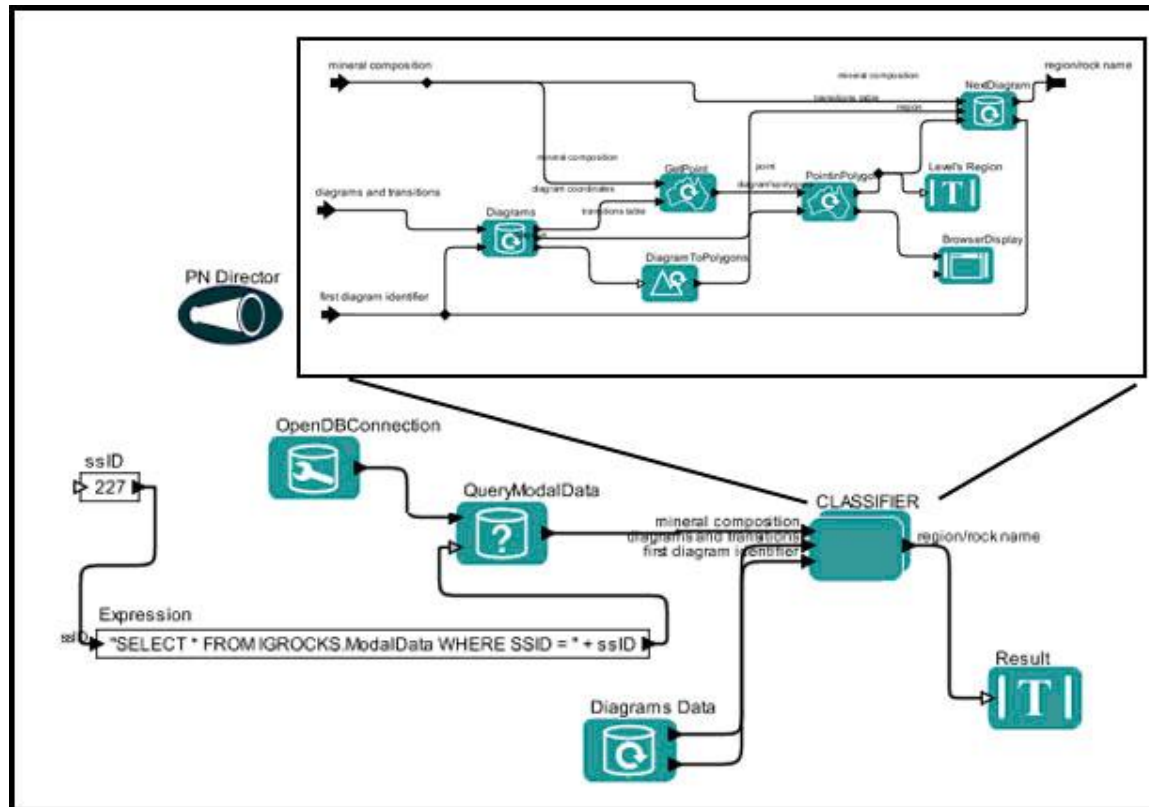 mineral composition
region/rock name
mineral composition
NextDiagram
transitions table
region
mineral composition
GetPoint
point
Level's Region
diagrams and transitions
diagram coordinates
diagram's polygons
PointinPolygon
T
Diagrams
transitions table
BrowserDisplay
DiagramToPolygons
PN Director
first diagram identifier
OpenDBConnection
ssID
227
QueryModalData
?
CLASSIFIER
mineral composition
diagrams and transitions
first diagram identifier
region/rock name
Expression
ssID
"SELECT * FROM IGROCKS.ModalData WHERE SSID = " + ssID
Result
T
Diagrams Data